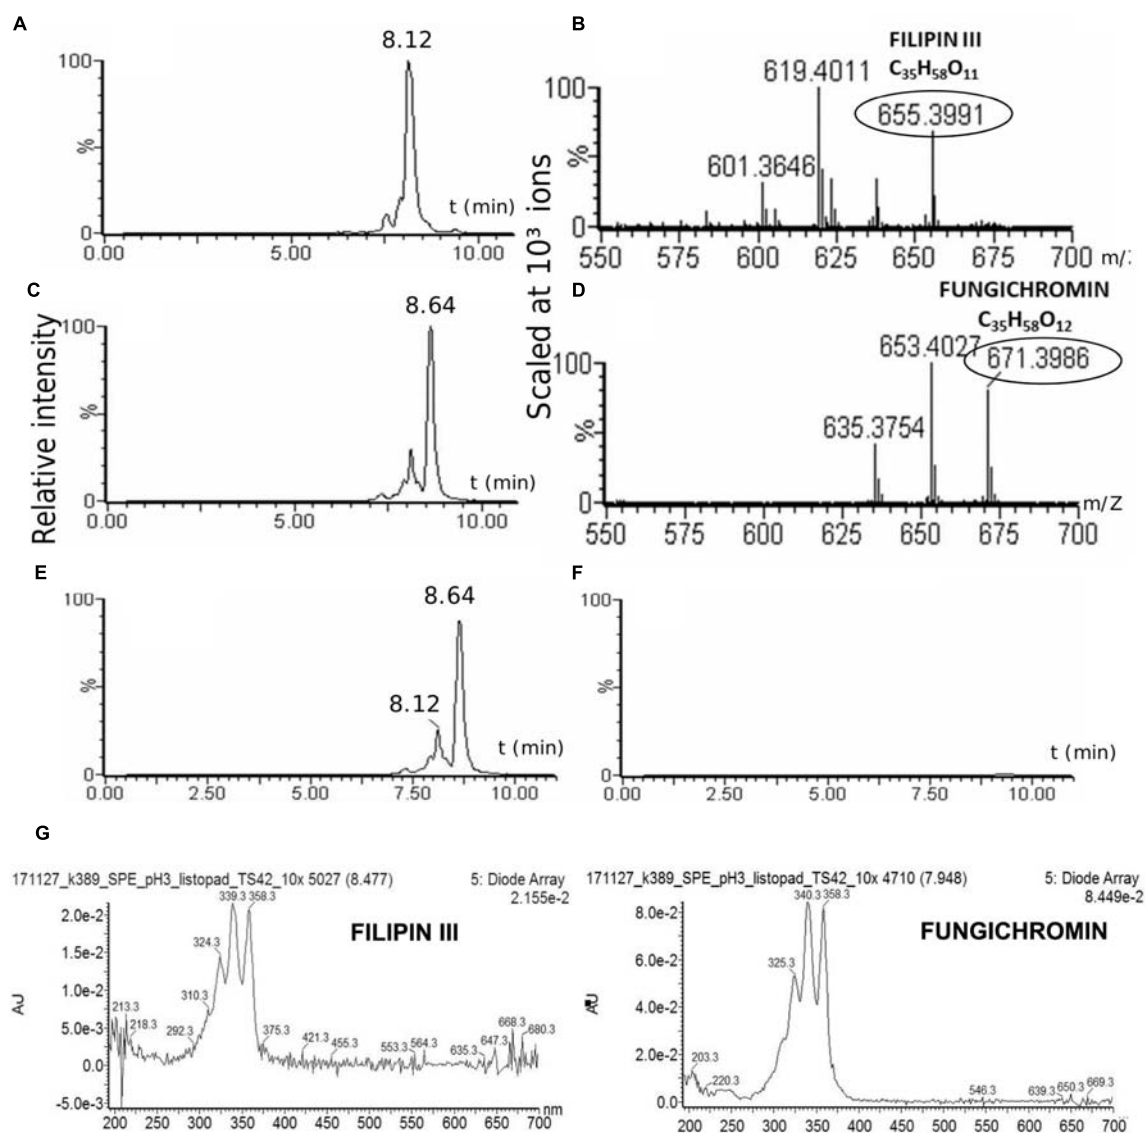 A
8.12
100
%
t (min)
0
5.00
10.00
B
FILIPIN III
C₃₅H₅₈O₁₁
619.4011
655.3991
601.3646
100
%
0
550 575 600 625 650 675 700 m/z
Scaled at 10³ ions
Relative intensity
C
8.64
100
%
t (min)
0
0.00 5.00 10.00
D
FUNGICHROMIN
C₃₅H₅₈O₁₂
653.4027
671.3986
635.3754
100
%
0
550 575 600 625 650 675 700
m/Z
E
8.64
8.12
100
%
t (min)
0
0.00 2.50 5.00 7.50 10.00
F
100
%
t (min)
0
0.00 2.50 5.00 7.50 10.00
G
171127_k389_SPE_pH3_listopad_TS42_10x 5027 (8.477)
5: Diode Array
2.155e-2
339.3 358.3
FILIPIN III
324.3
310.3
292.3
213.3
218.3
375.3
421.3
455.3
553.3
564.3
635.3
647.3
668.3
680.3
2.0e-2
1.5e-2
1.0e-2
5.0e-3
0.0
-5.0e-3
AU
200 250 300 350 400 450 500 550 600 650 700 nm
171127_k389_SPE_pH3_listopad_TS42_10x 4710 (7.948)
5: Diode Array
8.449e-2
340.3 358.3
FUNGICHROMIN
325.3
203.3
220.3
546.3
639.3
650.3
669.3
8.0e-2
6.0e-2
4.0e-2
2.0e-2
0.0
AU
200 250 300 350 400 450 500 550 600 650 700